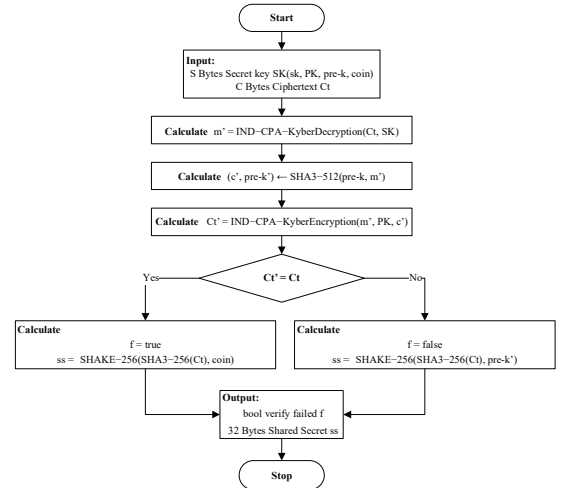 Start
Input:
S Bytes Secret key SK(sk, PK, pre-k, coin)
C Bytes Ciphertext Ct
Calculate m’ = IND−CPA−KyberDecryption(Ct, SK)
Calculate (c’, pre-k’) ← SHA3−512(pre-k, m’)
Calculate Ct’ = IND−CPA−KyberEncryption(m’, PK, c’)
Ct’ = Ct
Yes
No
Calculate
f = true
ss = SHAKE−256(SHA3−256(Ct), coin)
Calculate
f = false
ss = SHAKE−256(SHA3−256(Ct), pre-k’)
Output:
bool verify failed f
32 Bytes Shared Secret ss
Stop